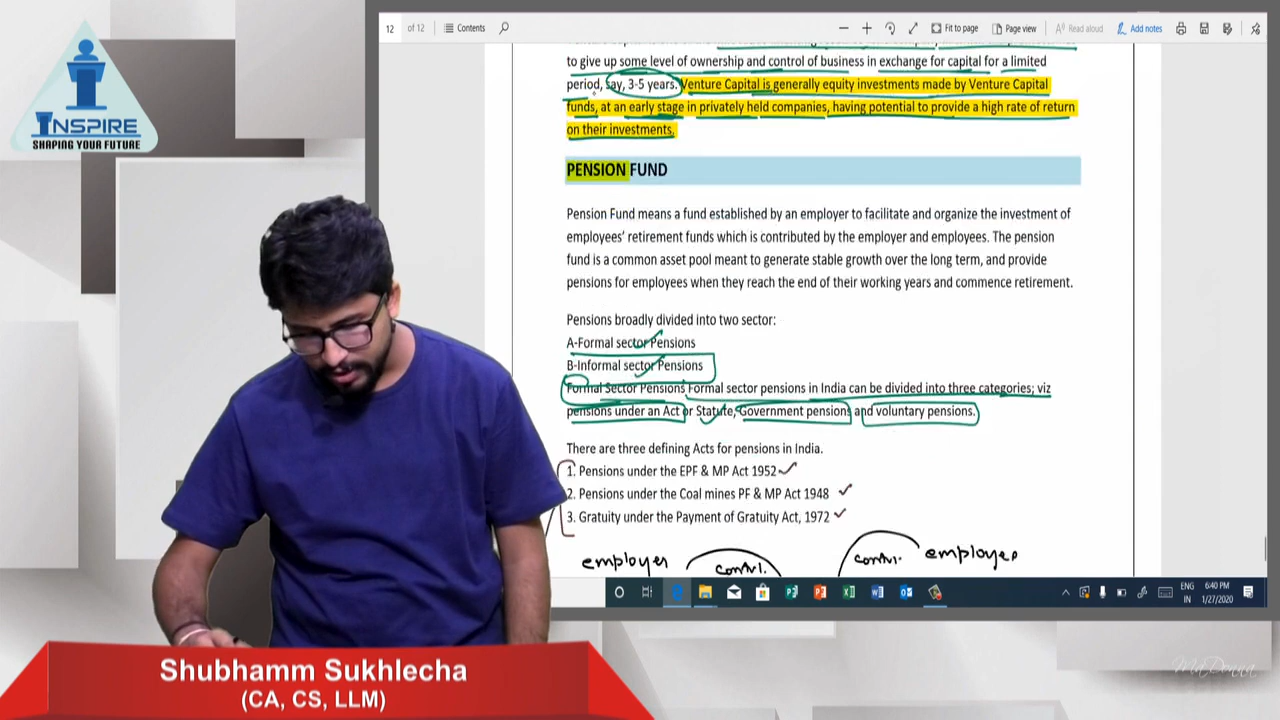 12 of 12 Contents Fit to page Page view Read aloud Add notes
to give up some level of ownership and control of business in exchange for capital for a limited
period, say, 3-5 years. Venture Capital is generally equity investments made by Venture Capital
funds, at an early stage in privately held companies, having potential to provide a high rate of return
on their investments.
INSPIRE
SHAPING YOUR FUTURE
PENSION FUND
Pension Fund means a fund established by an employer to facilitate and organize the investment of
employees' retirement funds which is contributed by the employer and employees. The pension
fund is a common asset pool meant to generate stable growth over the long term, and provide
pensions for employees when they reach the end of their working years and commence retirement.
Pensions broadly divided into two sector:
A-Formal sector Pensions
B-Informal sector Pensions
Formal Sector Pensions Formal sector pensions in India can be divided into three categories; viz
pensions under an Act or Statute, Government pensions and voluntary pensions.
There are three defining Acts for pensions in India.
1. Pensions under the EPF & MP Act 1952
2. Pensions under the Coal mines PF & MP Act 1948
3. Gratuity under the Payment of Gratuity Act, 1972
employer contri. contri. employee
ENG 6:40 PM
IN 1/27/2020
Shubhamm Sukhlecha
(CA, CS, LLM)
MaDonna